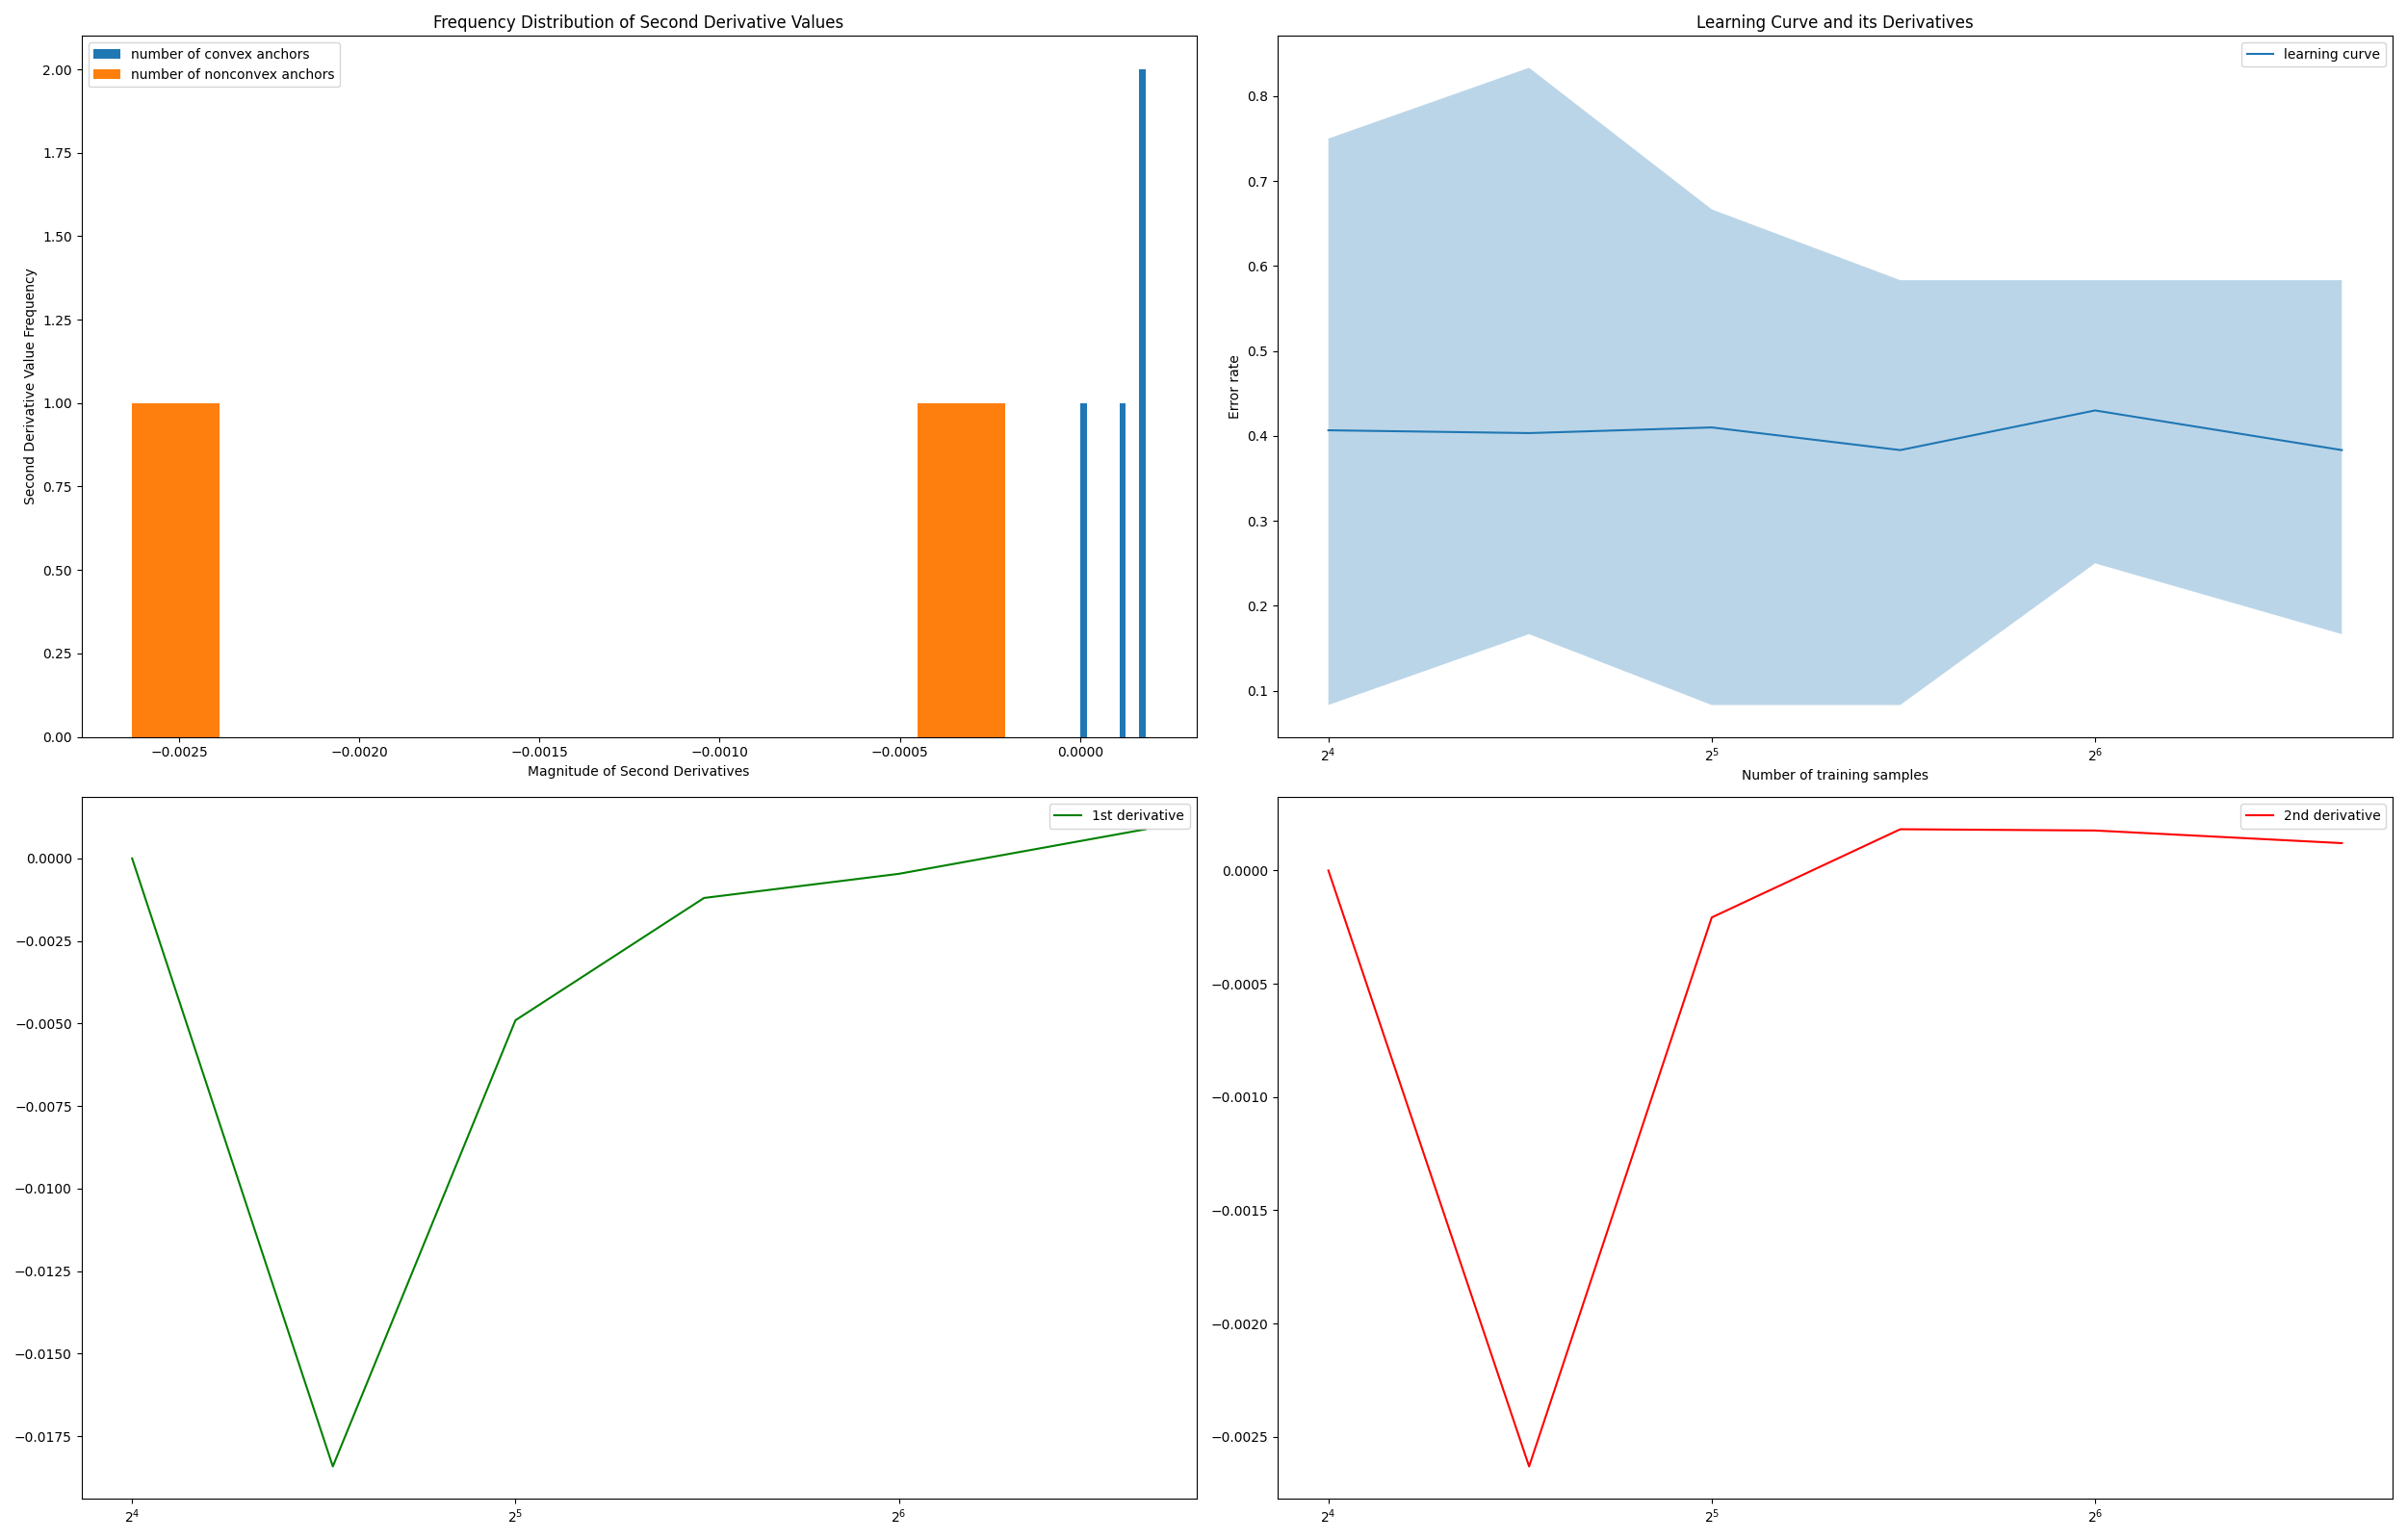 Frequency Distribution of Second Derivative Values
number of convex anchors
number of nonconvex anchors
2.00
1.75
1.50
1.25
1.00
0.75
0.50
0.25
0.00
Second Derivative Value Frequency
−0.0025 −0.0020 −0.0015 −0.0010 −0.0005 0.0000
Magnitude of Second Derivatives
Learning Curve and its Derivatives
learning curve
0.8
0.7
0.6
0.5
0.4
0.3
0.2
0.1
Error rate
2⁴ 2⁵ 2⁶
Number of training samples
1st derivative
0.0000
−0.0025
−0.0050
−0.0075
−0.0100
−0.0125
−0.0150
−0.0175
2⁴ 2⁵ 2⁶
2nd derivative
0.0000
−0.0005
−0.0010
−0.0015
−0.0020
−0.0025
2⁴ 2⁵ 2⁶